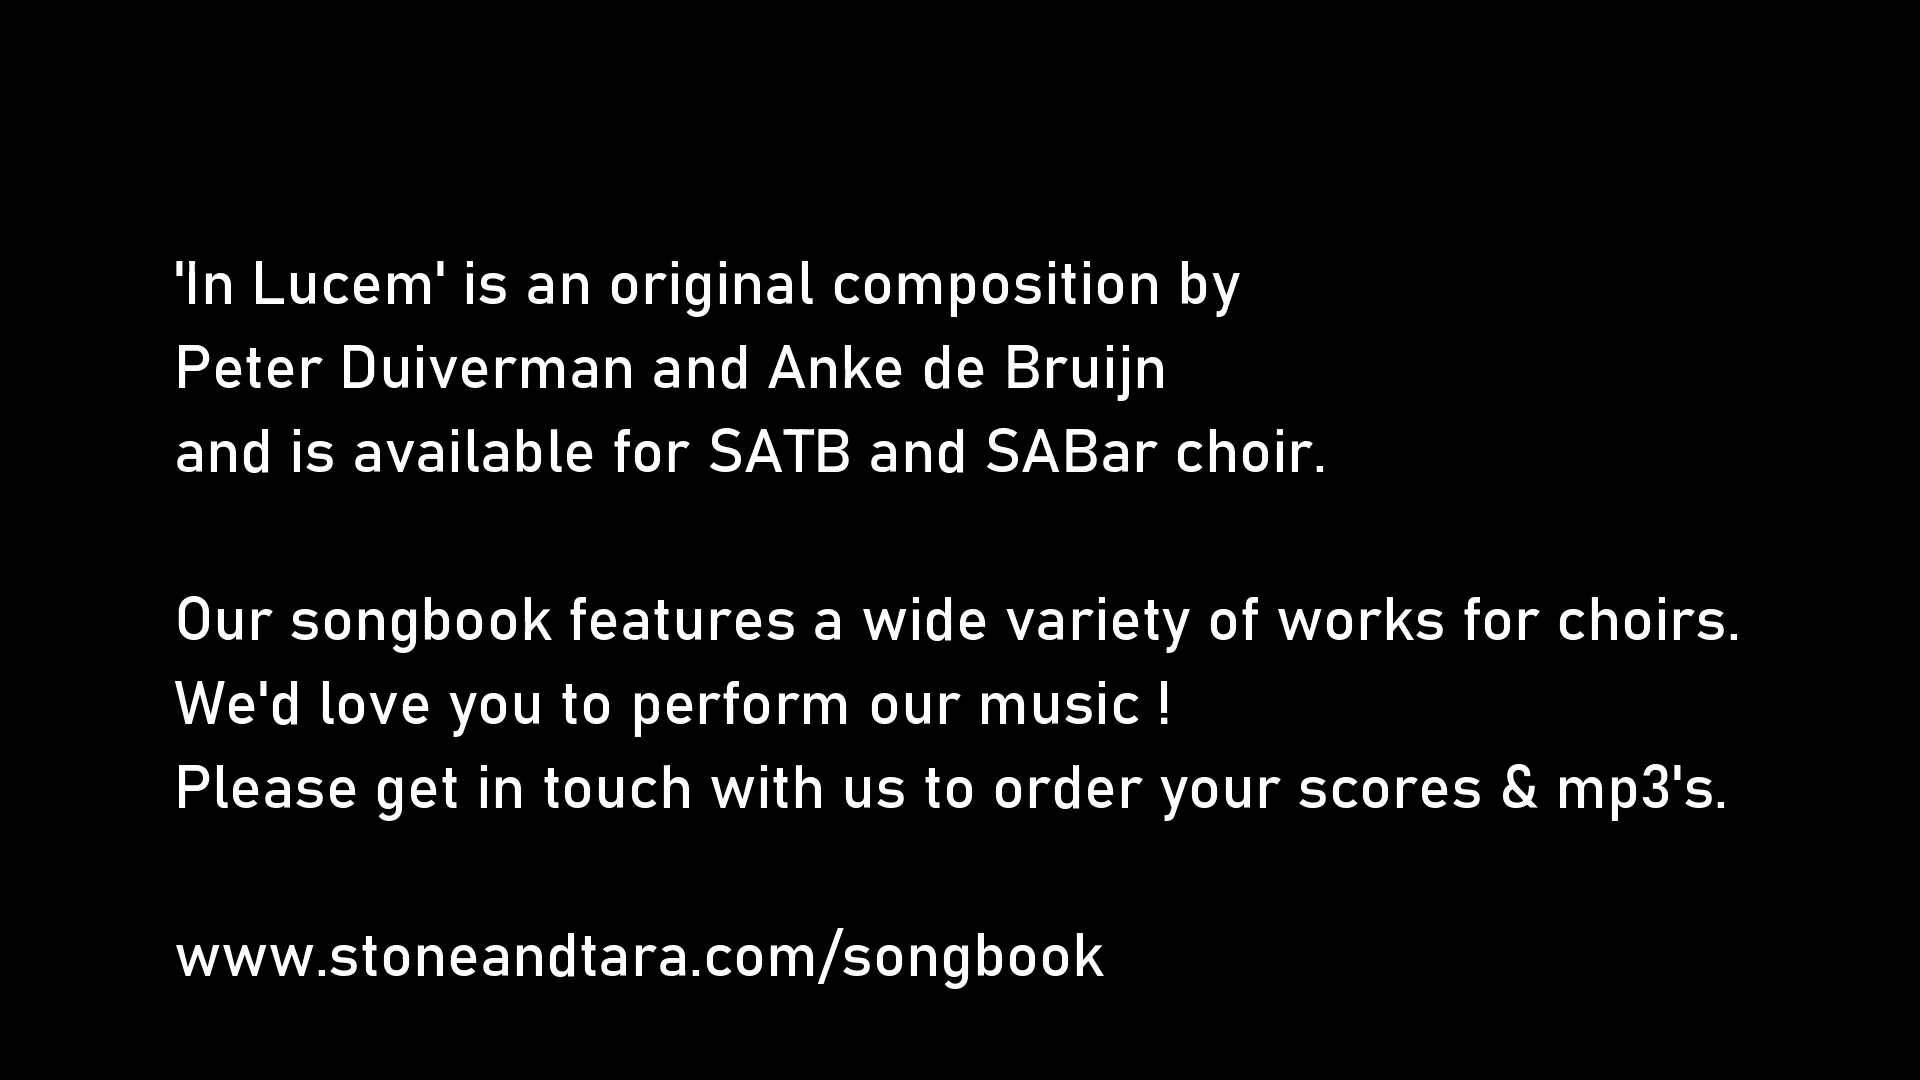 'In Lucem' is an original composition by
Peter Duiverman and Anke de Bruijn
and is available for SATB and SABar choir.
Our songbook features a wide variety of works for choirs.
We'd love you to perform our music !
Please get in touch with us to order your scores & mp3's.
www.stoneandtara.com/songbook